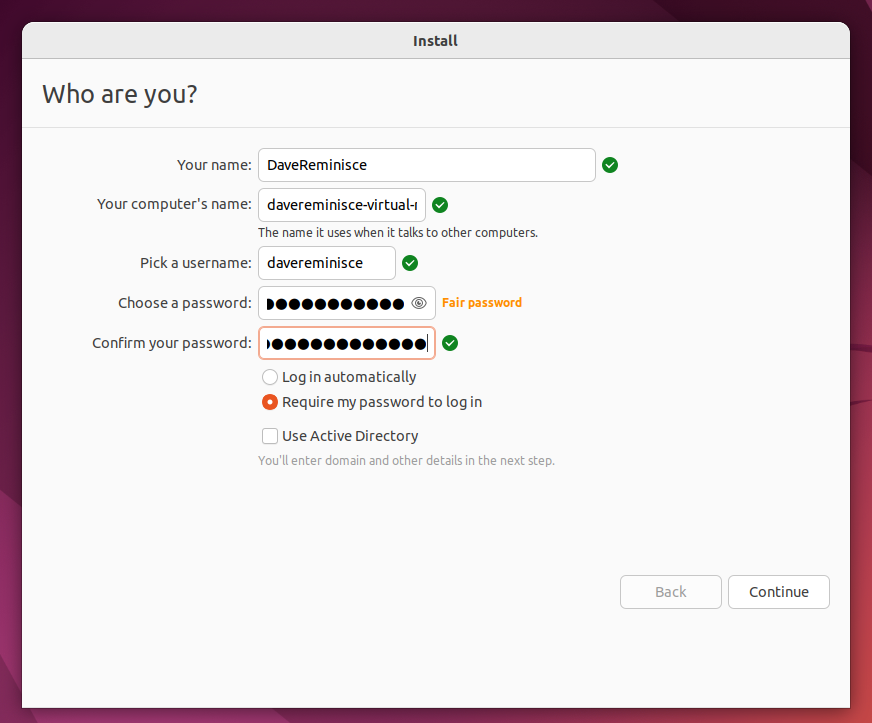 Install
Who are you?
Your name: DaveReminisce
Your computer's name: davereminisce-virtual-
The name it uses when it talks to other computers.
Pick a username: davereminisce
Choose a password: ●●●●●●●●●●● Fair password
Confirm your password: ●●●●●●●●●●●●
Log in automatically
Require my password to log in
Use Active Directory
You'll enter domain and other details in the next step.
Back Continue